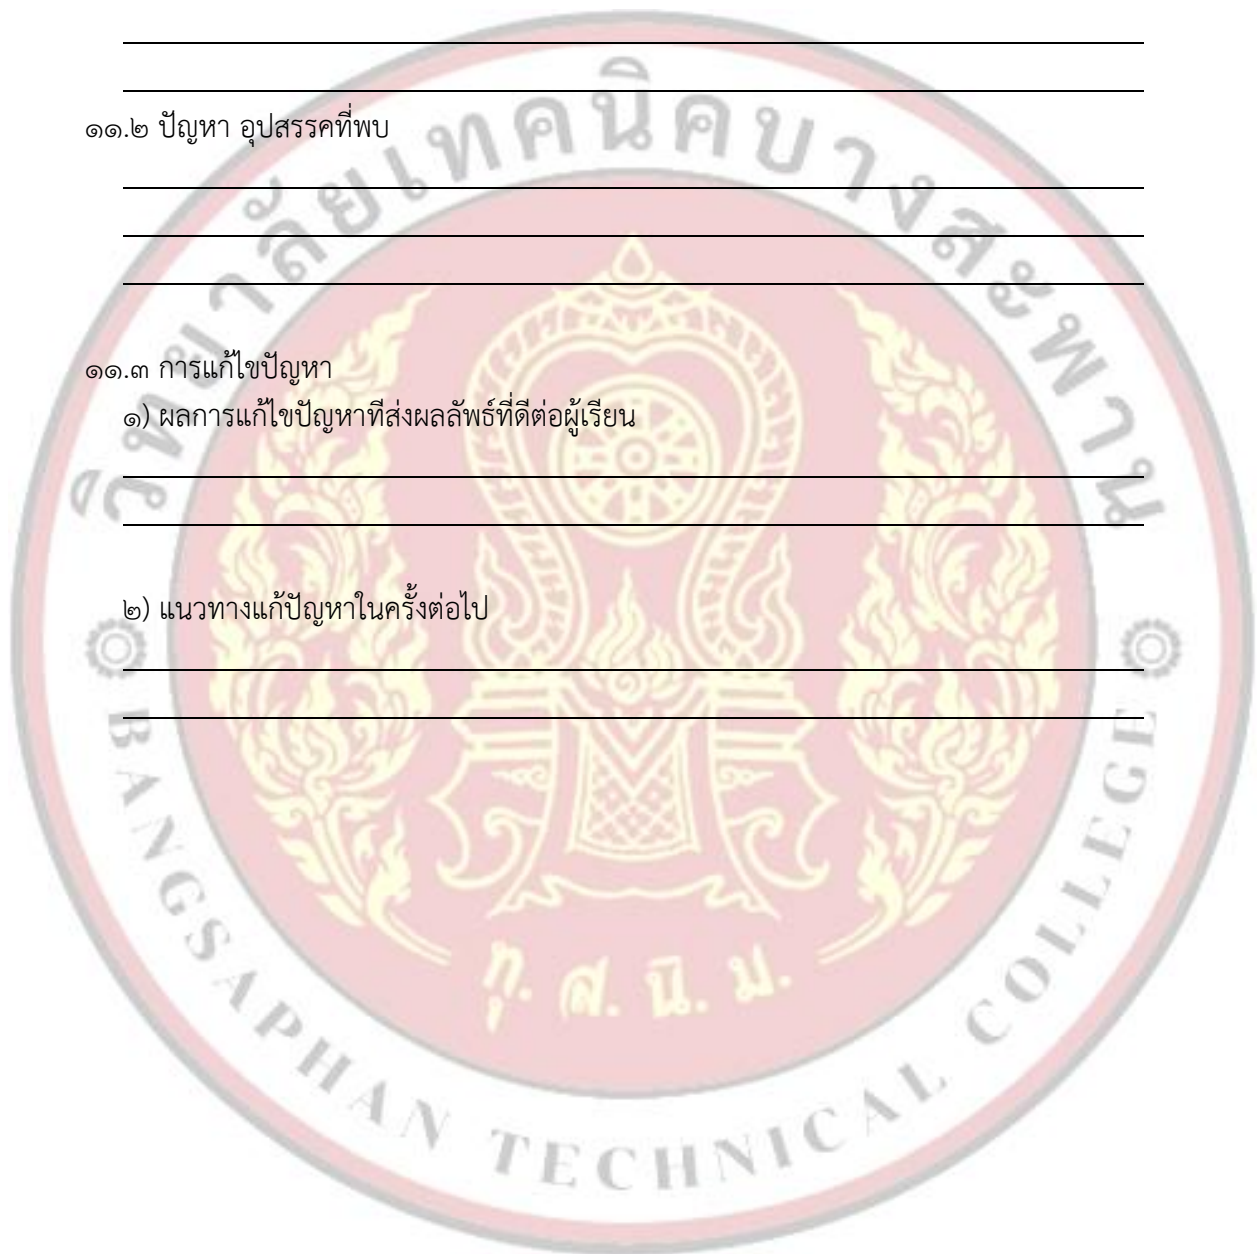 ๑๑.๒ ปัญหา อุปสรรคที่พบ
๑๑.๓ การแก้ไขปัญหา
๑) ผลการแก้ไขปัญหาทีส่งผลลัพธ์ที่ดีต่อผู้เรียน
๒) แนวทางแก้ปัญหาในครั้งต่อไป
วิทยาลัยเทคนิคบางสะพาน
ทุ. ส. นิ. ม.
BANGSAPHAN TECHNICAL COLLEGE